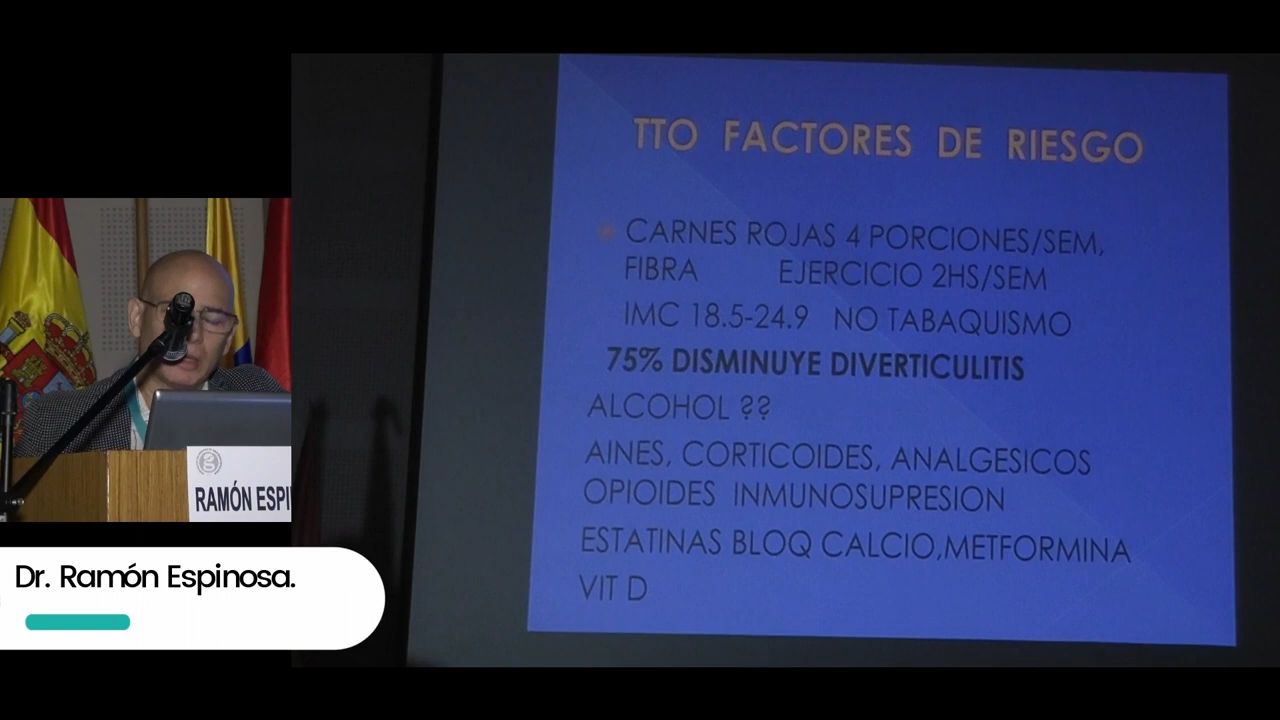 TTO FACTORES DE RIESGO
CARNES ROJAS 4 PORCIONES/SEM,
FIBRA EJERCICIO 2HS/SEM
IMC 18.5-24.9 NO TABAQUISMO
75% DISMINUYE DIVERTICULITIS
ALCOHOL ??
AINES, CORTICOIDES, ANALGESICOS
OPIOIDES INMUNOSUPRESION
ESTATINAS BLOQ CALCIO,METFORMINA
VIT D
RAMÓN ESPI
Dr. Ramón Espinosa.